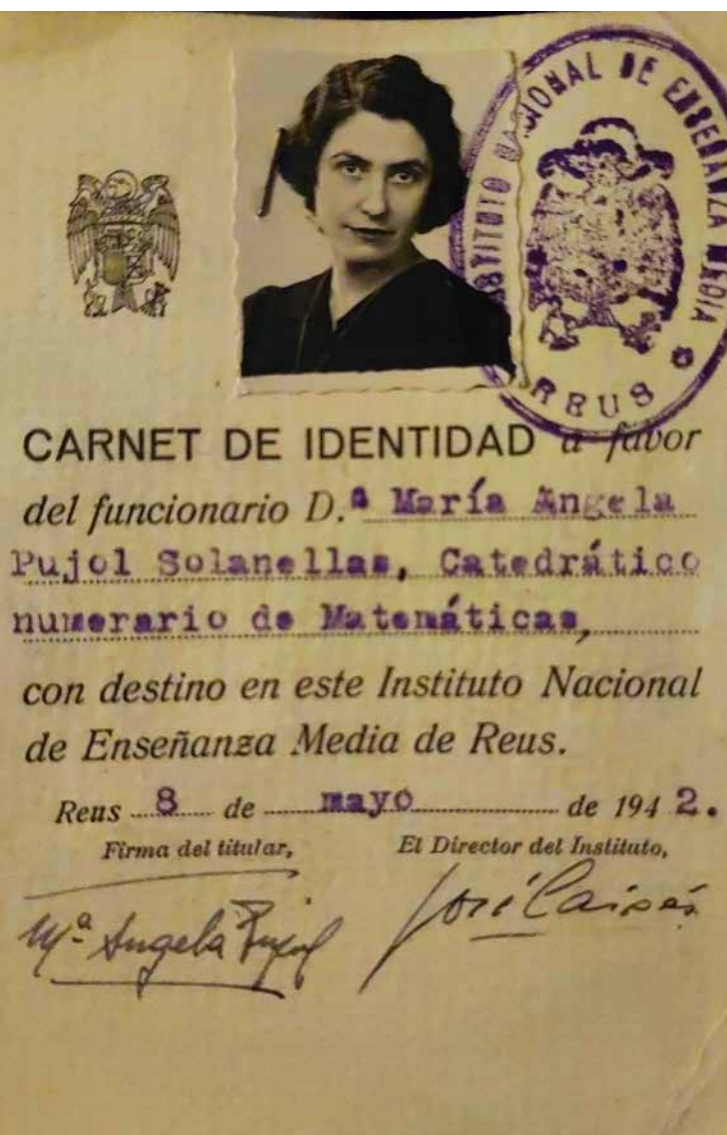 INSTITUTO NACIONAL DE ENSEÑANZA MEDIA
REUS
CARNET DE IDENTIDAD a favor
del funcionario D.ª María Angela
Pujol Solanellas, Catedrático
numerario de Matemáticas,
con destino en este Instituto Nacional
de Enseñanza Media de Reus.
Reus 8 de mayo de 1942.
Firma del titular, El Director del Instituto,
Mª Angela Pujol José